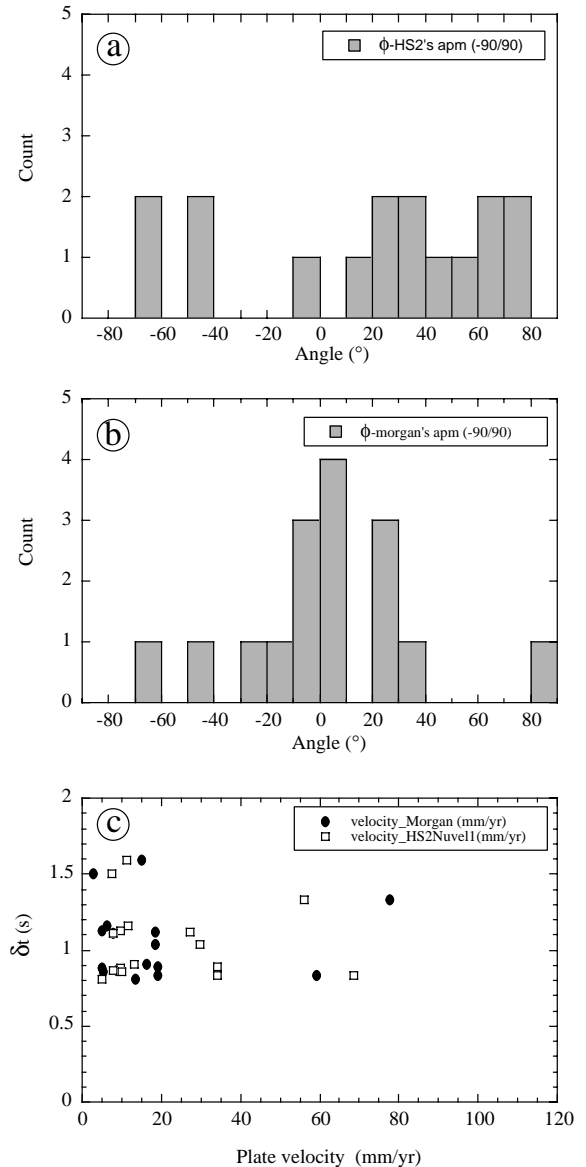 5
a
ϕ-HS2's apm (-90/90)
4
3
Count
2
1
0
-80 -60 -40 -20 0 20 40 60 80
Angle (°)
5
b
ϕ-morgan's apm (-90/90)
4
3
Count
2
1
0
-80 -60 -40 -20 0 20 40 60 80
Angle (°)
2
c
velocity_Morgan (mm/yr)
velocity_HS2Nuvel1(mm/yr)
1.5
δt (s)
1
0.5
0
0 20 40 60 80 100 120
Plate velocity (mm/yr)